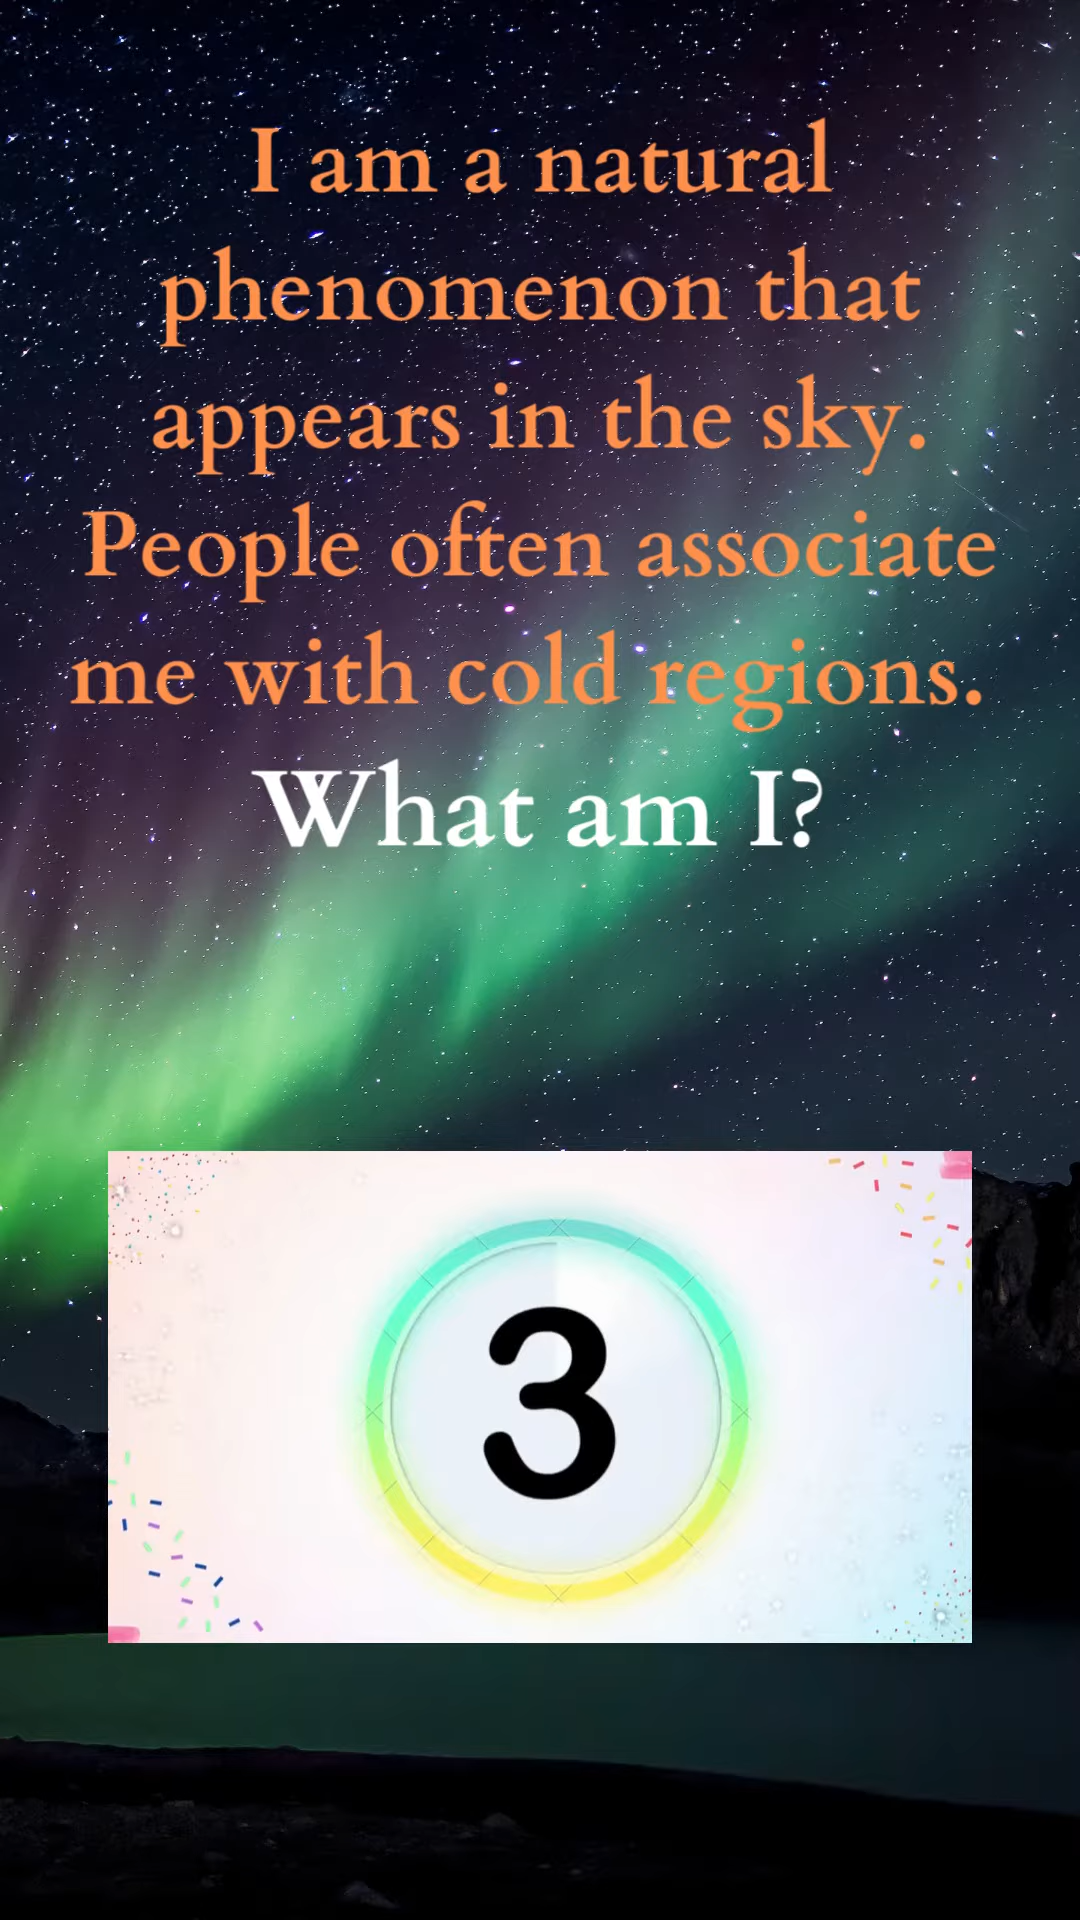 I am a natural
phenomenon that
appears in the sky.
People often associate
me with cold regions.
What am I?
3